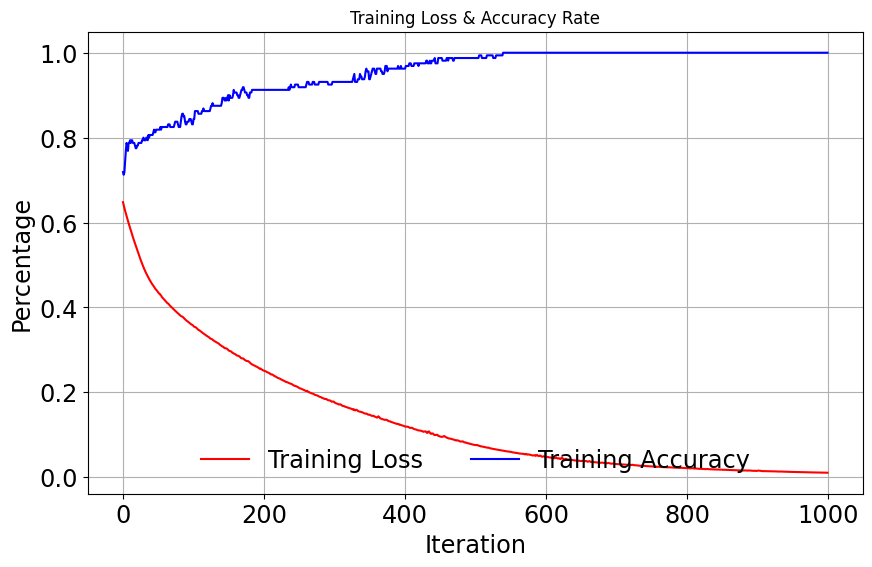 Training Loss & Accuracy Rate
1.0
0.8
0.6
0.4
0.2
0.0
Percentage
Training Loss
Training Accuracy
0 200 400 600 800 1000
Iteration